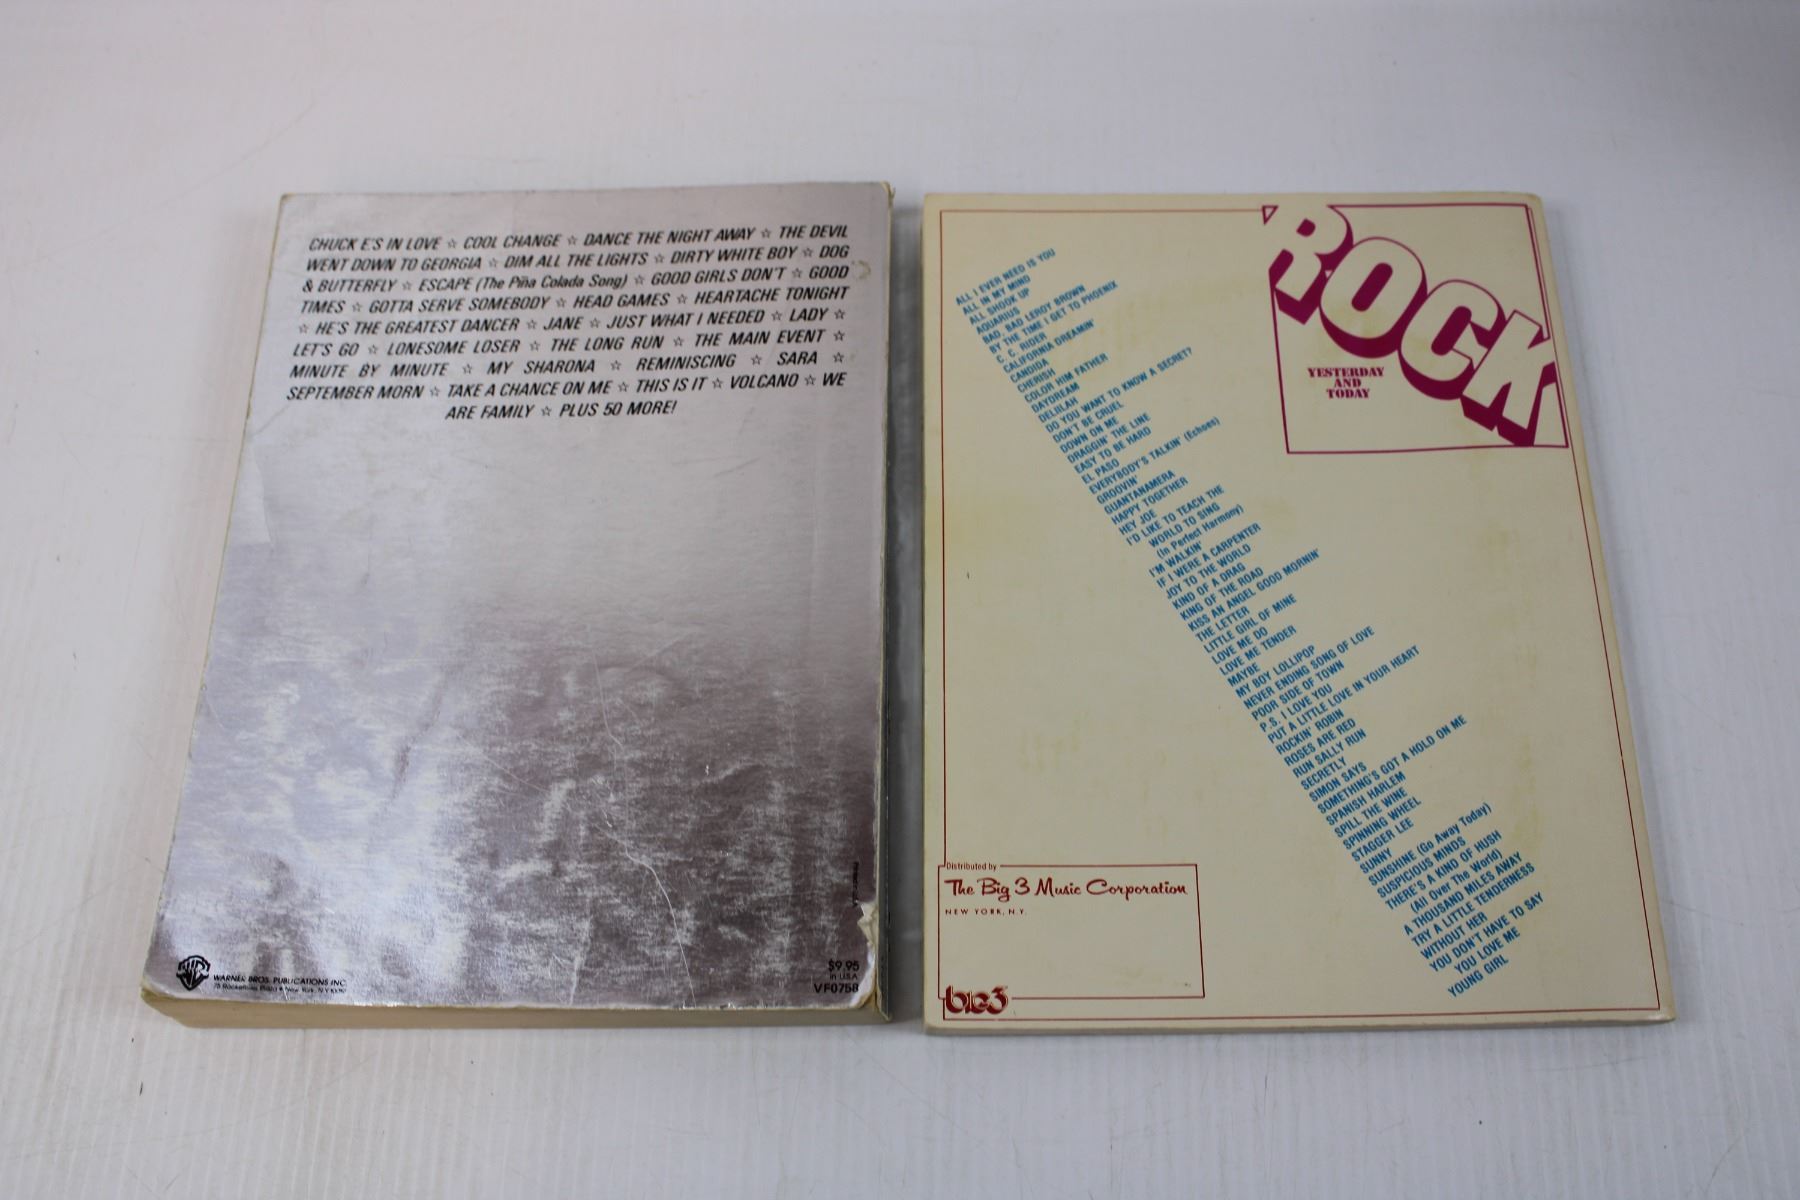 CHUCK E'S IN LOVE ☆ COOL CHANGE ☆ DANCE THE NIGHT AWAY ☆ THE DEVIL
WENT DOWN TO GEORGIA ☆ DIM ALL THE LIGHTS ☆ DIRTY WHITE BOY ☆ DOG
& BUTTERFLY ☆ ESCAPE (The Piña Colada Song) ☆ GOOD GIRLS DON'T ☆ GOOD
TIMES ☆ GOTTA SERVE SOMEBODY ☆ HEAD GAMES ☆ HEARTACHE TONIGHT
☆ HE'S THE GREATEST DANCER ☆ JANE ☆ JUST WHAT I NEEDED ☆ LADY ☆
LET'S GO ☆ LONESOME LOSER ☆ THE LONG RUN ☆ THE MAIN EVENT ☆
MINUTE BY MINUTE ☆ MY SHARONA ☆ REMINISCING ☆ SARA ☆
SEPTEMBER MORN ☆ TAKE A CHANCE ON ME ☆ THIS IS IT ☆ VOLCANO ☆ WE
ARE FAMILY ☆ PLUS 50 MORE!
WB
WARNER BROS. PUBLICATIONS INC.
75 Rockefeller Plaza • New York, N.Y.
$9.95
in U.S.A.
VF0758
ROCK
YESTERDAY
AND
TODAY
ALL I EVER NEED IS YOU
ALL IN MY MIND
ALL SHOOK UP
AQUARIUS
BAD, BAD LEROY BROWN
BY THE TIME I GET TO PHOENIX
C. C. RIDER
CALIFORNIA DREAMIN'
CANDIDA
CHERISH
COLOR HIM FATHER
DAYDREAM
DELILAH
DO YOU WANT TO KNOW A SECRET?
DON'T BE CRUEL
DOWN ON ME
DRAGGIN' THE LINE
EASY TO BE HARD
EL PASO
EVERYBODY'S TALKIN' (Echoes)
GROOVIN'
GUANTANAMERA
HAPPY TOGETHER
HEY JOE
I'D LIKE TO TEACH THE
WORLD TO SING
(In Perfect Harmony)
I'M WALKIN'
IF I WERE A CARPENTER
JOY TO THE WORLD
KIND OF A DRAG
KING OF THE ROAD
KISS AN ANGEL GOOD MORNIN'
THE LETTER
LITTLE GIRL OF MINE
LOVE ME DO
LOVE ME TENDER
MAYBE
MY BOY LOLLIPOP
NEVER ENDING SONG OF LOVE
POOR SIDE OF TOWN
P.S. I LOVE YOU
PUT A LITTLE LOVE IN YOUR HEART
ROCKIN' ROBIN
ROSES ARE RED
RUN SALLY RUN
SECRETLY
SIMON SAYS
SOMETHING'S GOT A HOLD ON ME
SPANISH HARLEM
SPILL THE WINE
SPINNING WHEEL
STAGGER LEE
SUNNY
SUNSHINE (Go Away Today)
SUSPICIOUS MINDS
THERE'S A KIND OF HUSH
(All Over The World)
A THOUSAND MILES AWAY
TRY A LITTLE TENDERNESS
WITHOUT HER
YOU DON'T HAVE TO SAY
YOU LOVE ME
YOUNG GIRL
Distributed by
The Big 3 Music Corporation
NEW YORK, N.Y.
big3